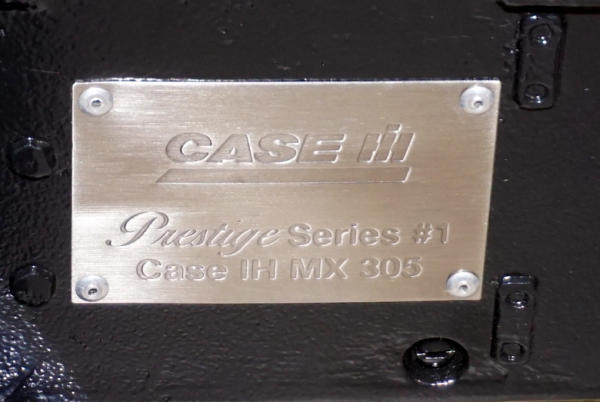 CASE IH
Prestige Series #1
Case IH MX 305